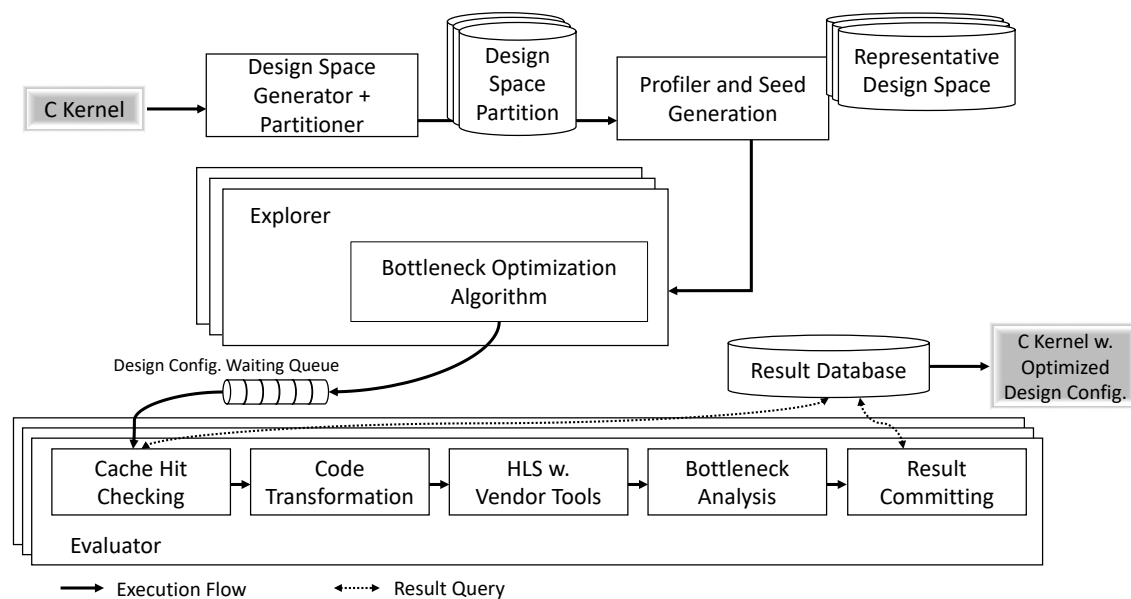 C Kernel
Design Space
Generator +
Partitioner
Design
Space
Partition
Profiler and Seed
Generation
Representative
Design Space
Explorer
Bottleneck Optimization
Algorithm
Design Config. Waiting Queue
Result Database
C Kernel w.
Optimized
Design Config.
Cache Hit
Checking
Code
Transformation
HLS w.
Vendor Tools
Bottleneck
Analysis
Result
Committing
Evaluator
Execution Flow
Result Query